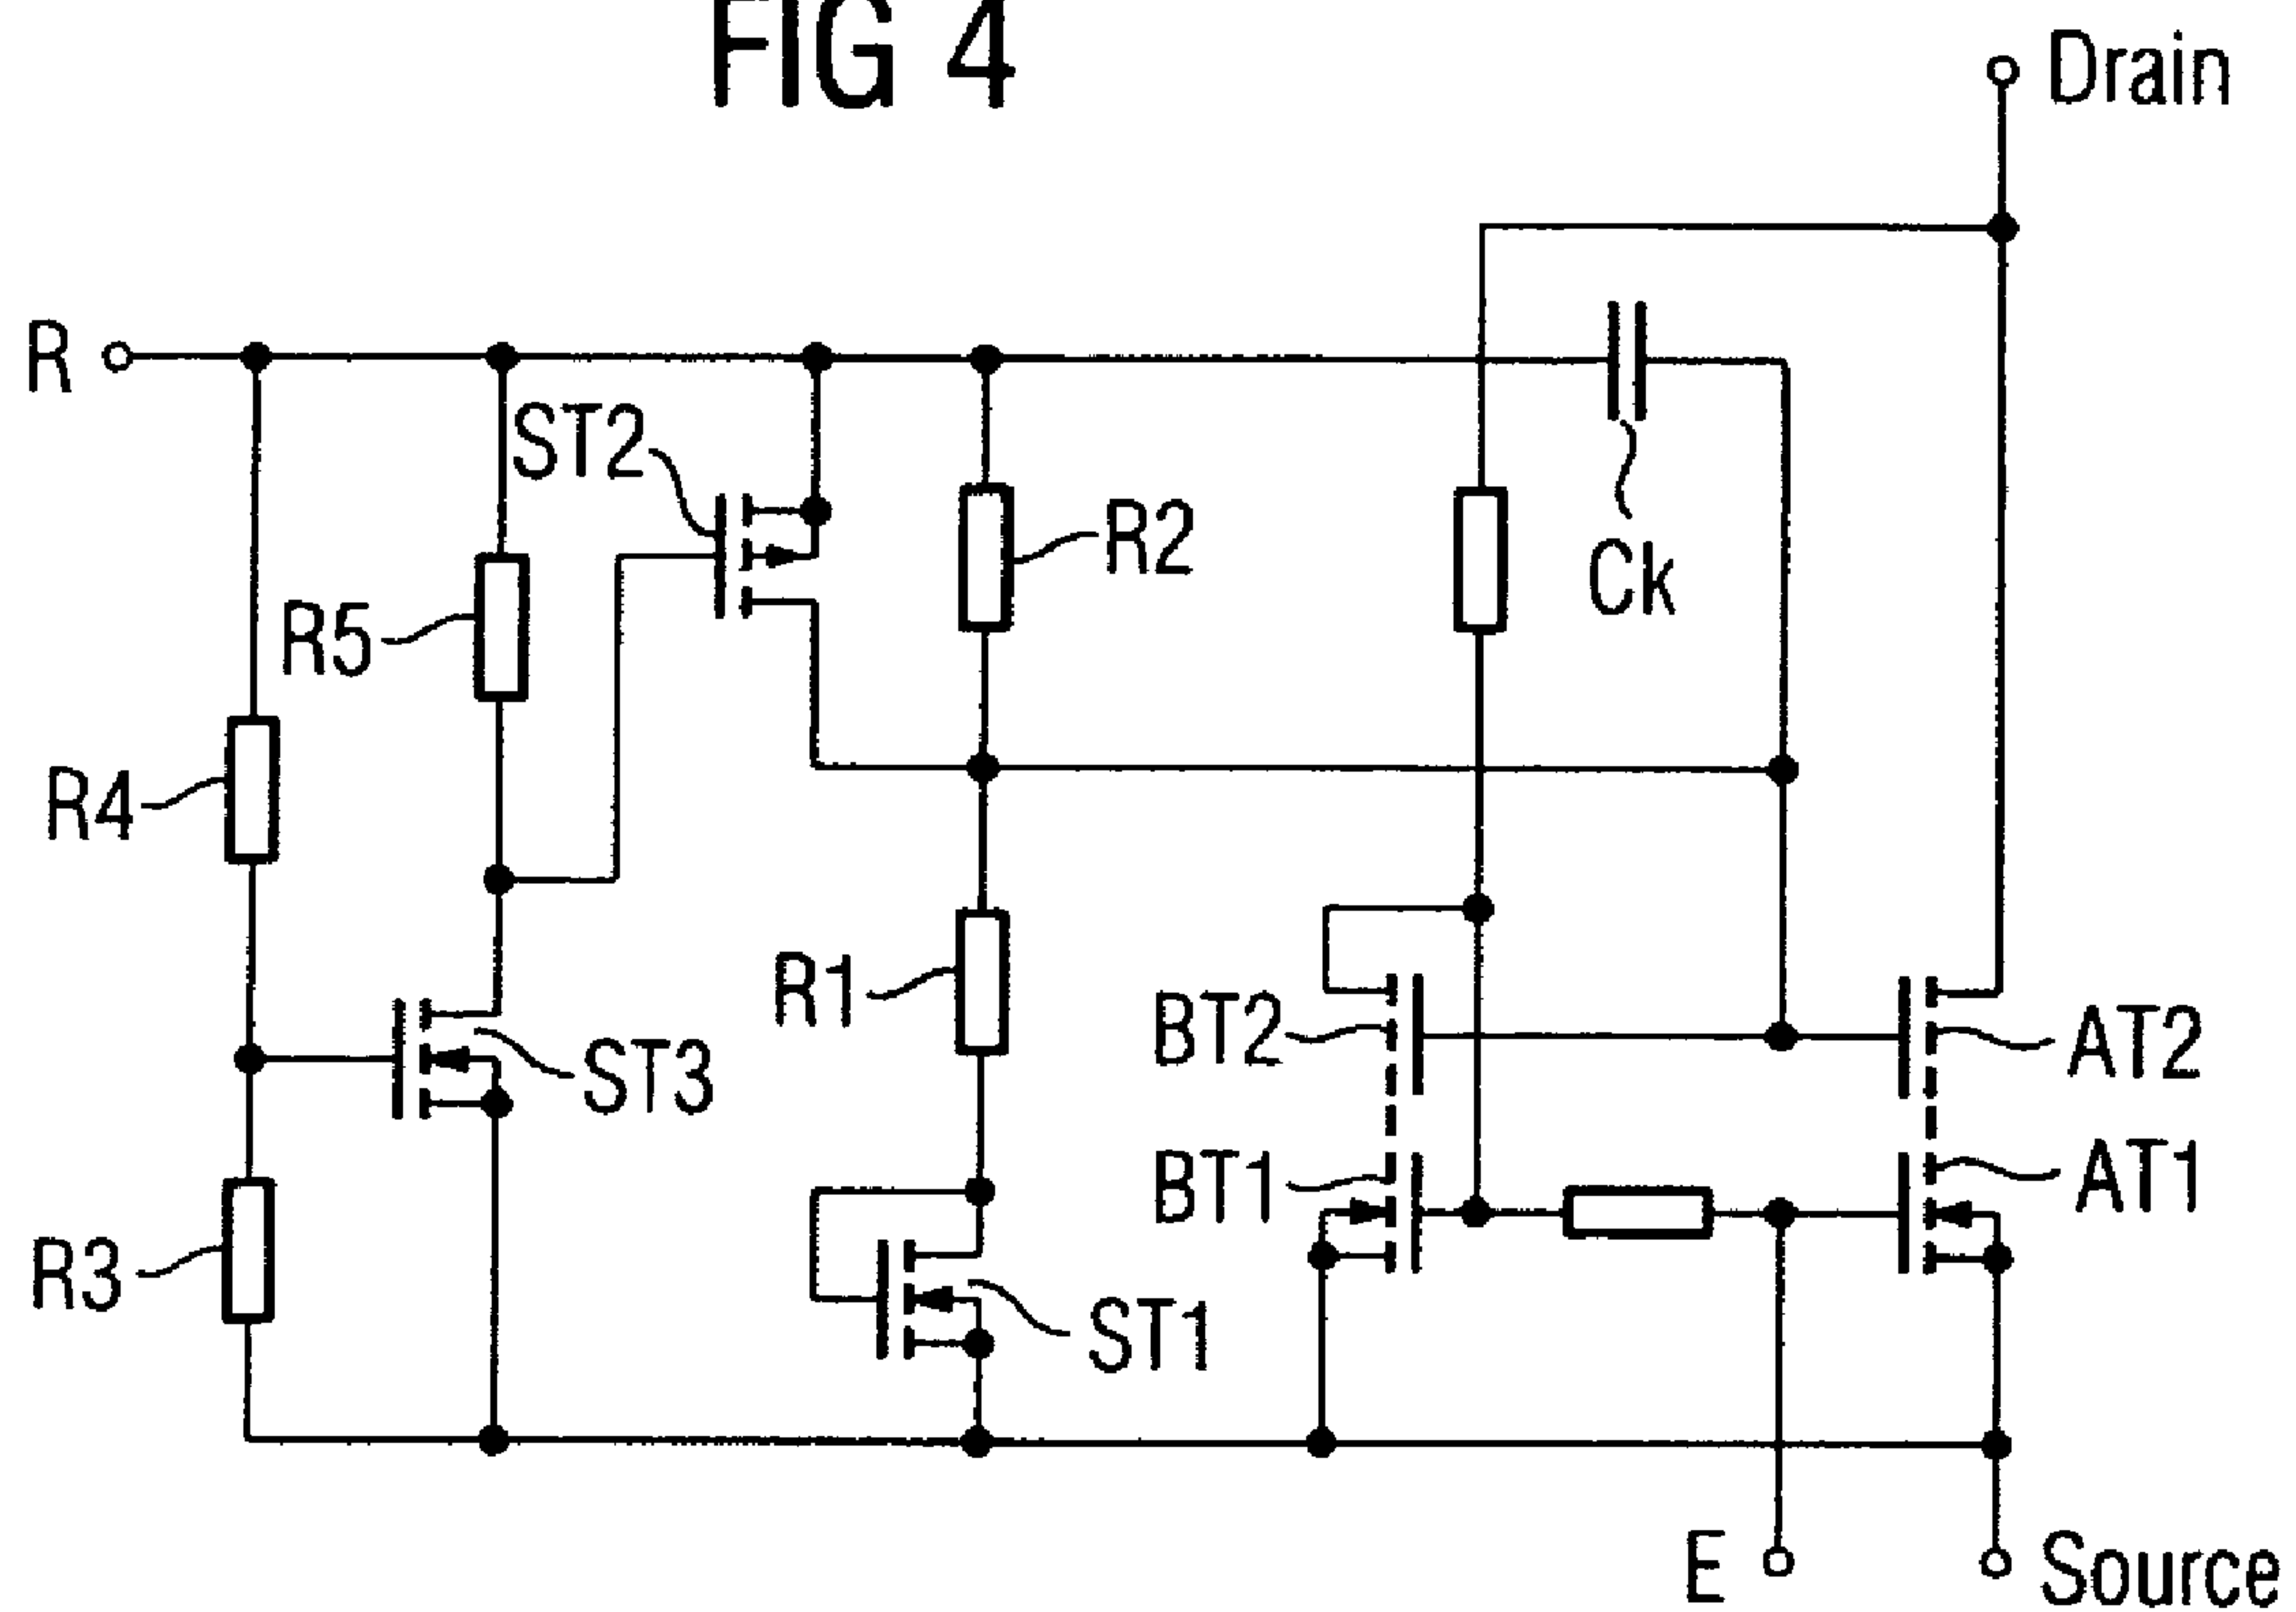 FIG 4
Drain
R
ST2
R2
Ck
R5
R4
R1
BT2
AT2
ST3
BT1
AT1
R3
ST1
E
Source